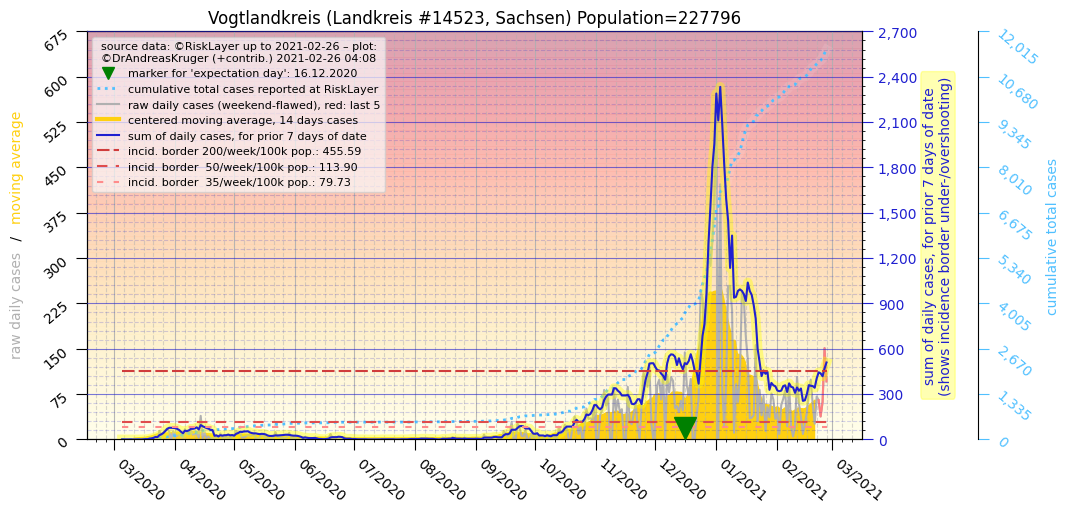 Vogtlandkreis (Landkreis #14523, Sachsen) Population=227796
source data: ©RiskLayer up to 2021-02-26 – plot:
©DrAndreasKruger (+contrib.) 2021-02-26 04:08
marker for 'expectation day': 16.12.2020
cumulative total cases reported at RiskLayer
raw daily cases (weekend-flawed), red: last 5
centered moving average, 14 days cases
sum of daily cases, for prior 7 days of date
incid. border 200/week/100k pop.: 455.59
incid. border  50/week/100k pop.: 113.90
incid. border  35/week/100k pop.: 79.73
raw daily cases / moving average
675
600
525
450
375
300
225
150
75
0
03/2020
04/2020
05/2020
06/2020
07/2020
08/2020
09/2020
10/2020
11/2020
12/2020
01/2021
02/2021
03/2021
2,700
2,400
2,100
1,800
1,500
1,200
900
600
300
0
sum of daily cases, for prior 7 days of date
(shows incidence border under-/overshooting)
12,015
10,680
9,345
8,010
6,675
5,340
4,005
2,670
1,335
0
cumulative total cases